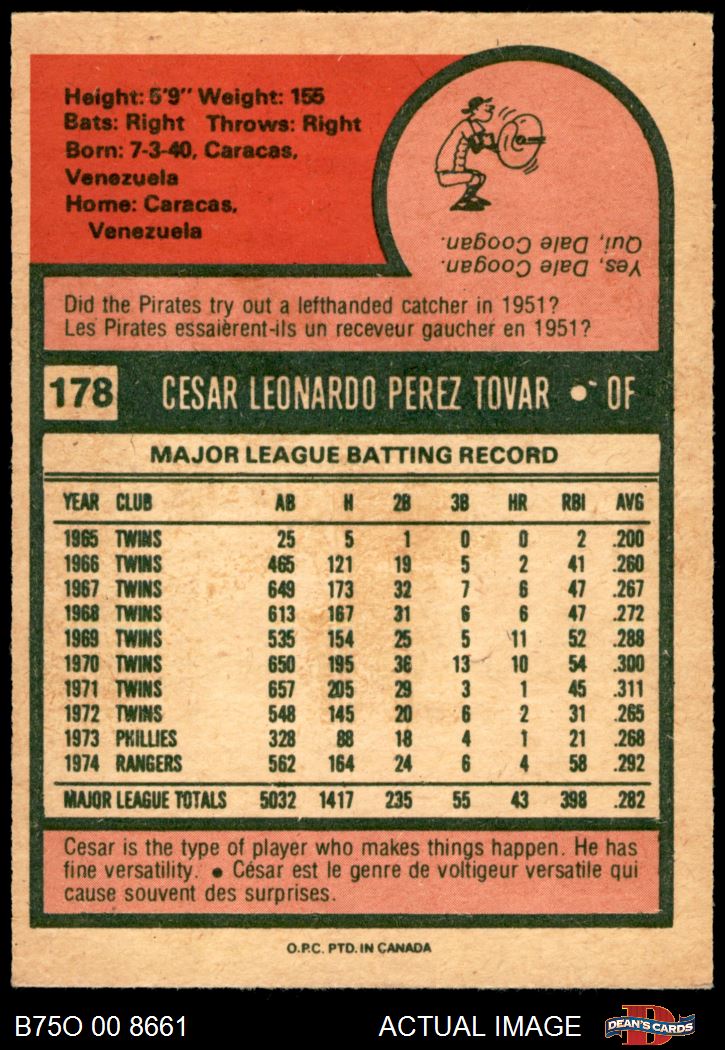 Height: 5'9" Weight: 155
Bats: Right Throws: Right
Born: 7-3-40, Caracas,
Venezuela
Home: Caracas,
Venezuela
Yes, Dale Coogan.
Qui, Dale Coogan.
Did the Pirates try out a lefthanded catcher in 1951?
Les Pirates essaièrent-ils un receveur gaucher en 1951?
178 CESAR LEONARDO PEREZ TOVAR • OF
MAJOR LEAGUE BATTING RECORD
YEAR CLUB AB H 2B 3B HR RBI AVG
1965 TWINS 25 5 1 0 0 2 .200
1966 TWINS 465 121 19 5 2 41 .260
1967 TWINS 649 173 32 7 6 47 .267
1968 TWINS 613 167 31 6 6 47 .272
1969 TWINS 535 154 25 5 11 52 .288
1970 TWINS 650 195 36 13 10 54 .300
1971 TWINS 657 205 29 3 1 45 .311
1972 TWINS 548 145 20 6 2 31 .265
1973 PHILLIES 328 88 18 4 1 21 .268
1974 RANGERS 562 164 24 6 4 58 .292
MAJOR LEAGUE TOTALS 5032 1417 235 55 43 398 .282
Cesar is the type of player who makes things happen. He has
fine versatility. • César est le genre de voltigeur versatile qui
cause souvent des surprises.
O.P.C. PTD. IN CANADA
B75O 00 8661 ACTUAL IMAGE DEAN'S CARDS